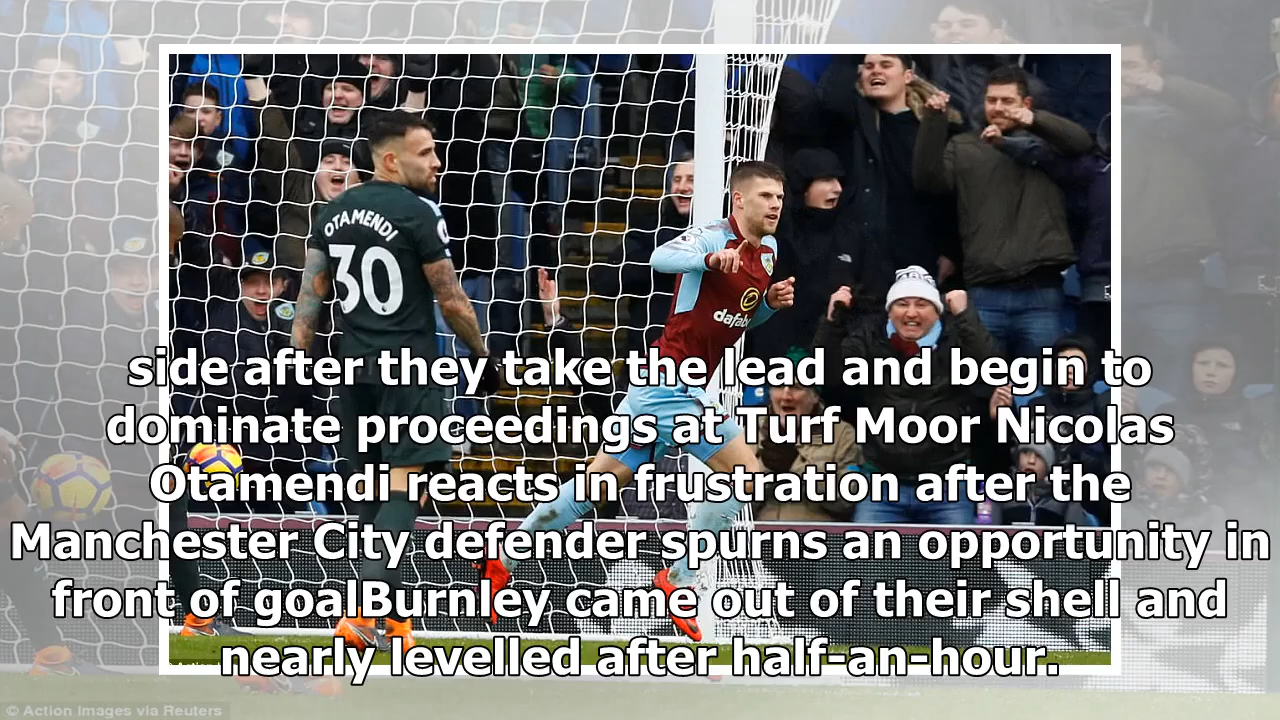 OTAMENDI
30
dafab
side after they take the lead and begin to
dominate proceedings at Turf Moor Nicolas
Otamendi reacts in frustration after the
Manchester City defender spurns an opportunity in
front of goalBurnley came out of their shell and
nearly levelled after half-an-hour.
© Action Images via Reuters